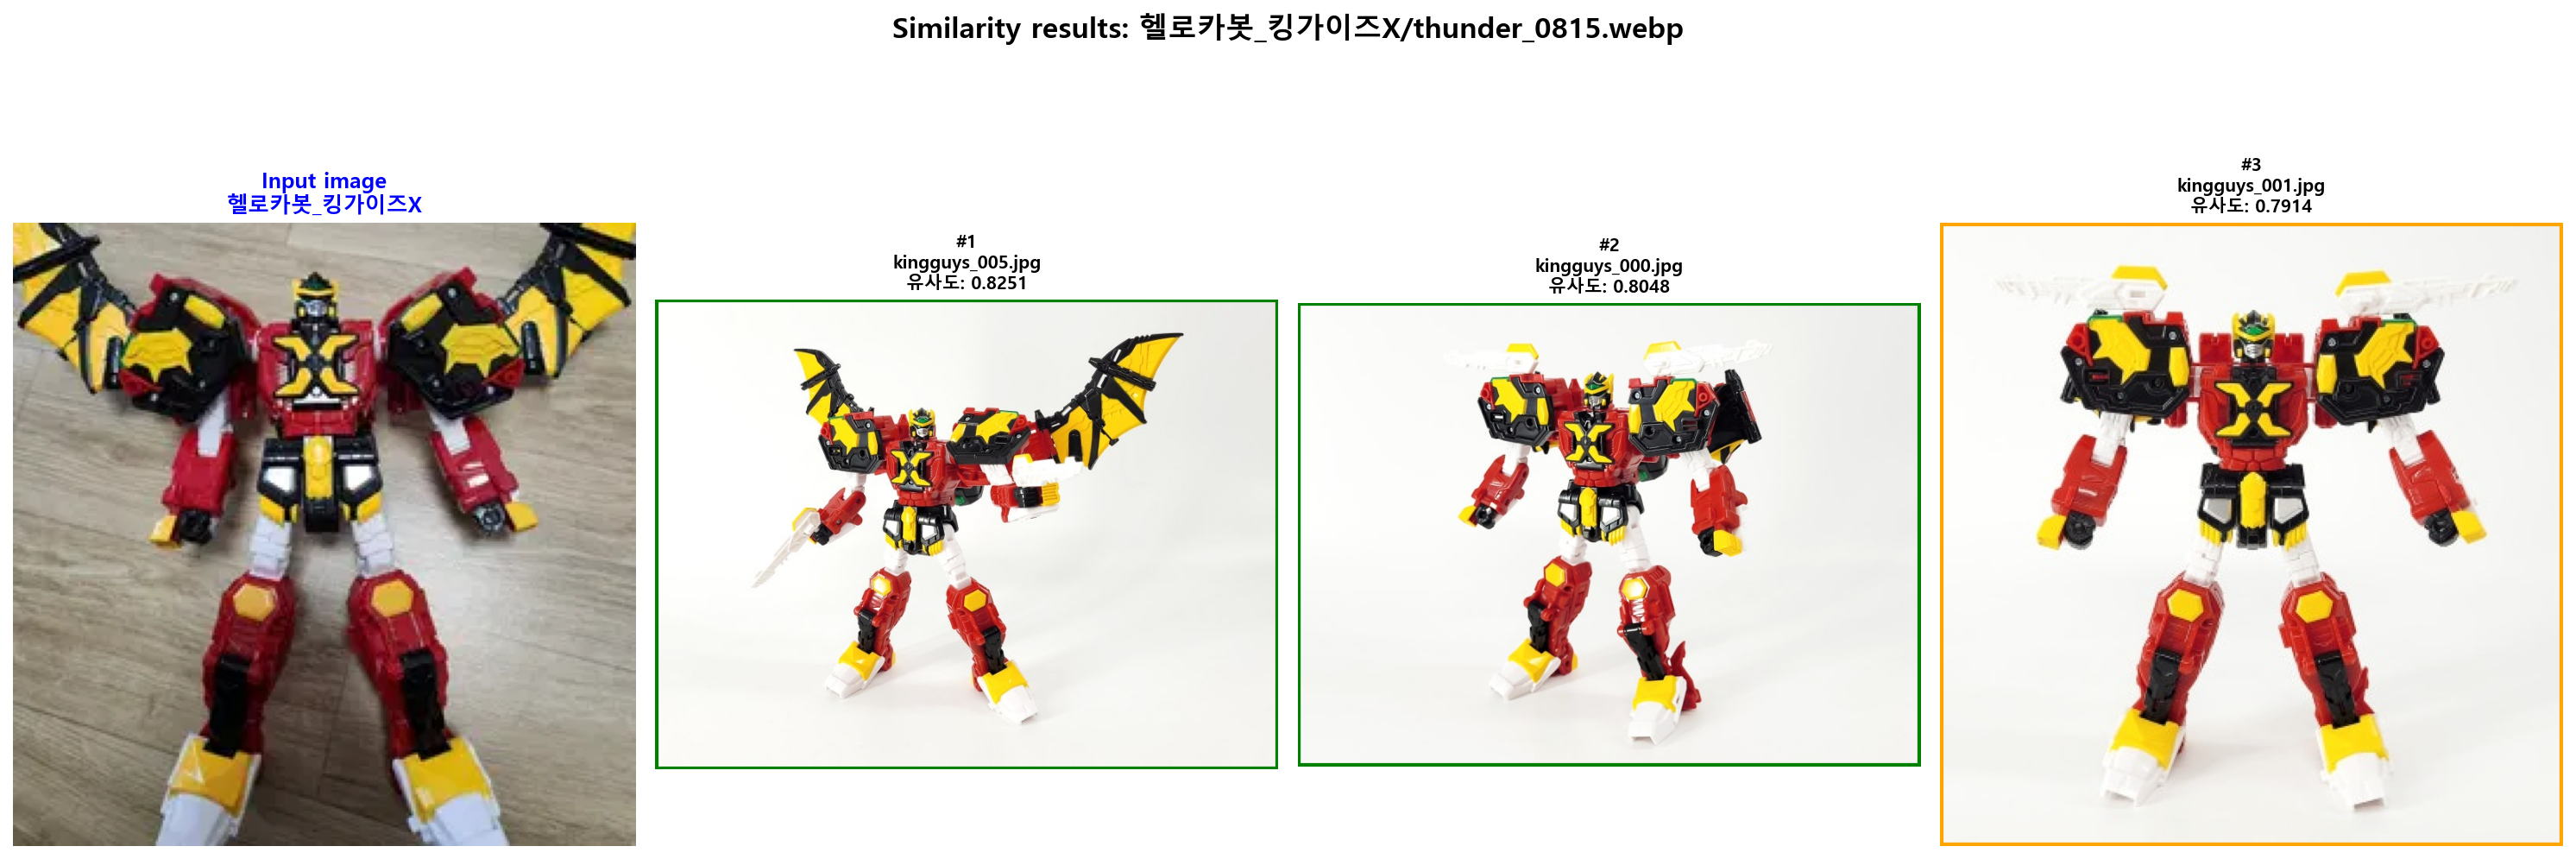 Similarity results: 헬로카봇_킹가이즈X/thunder_0815.webp
Input image
헬로카봇_킹가이즈X
#1
kingguys_005.jpg
유사도: 0.8251
#2
kingguys_000.jpg
유사도: 0.8048
#3
kingguys_001.jpg
유사도: 0.7914